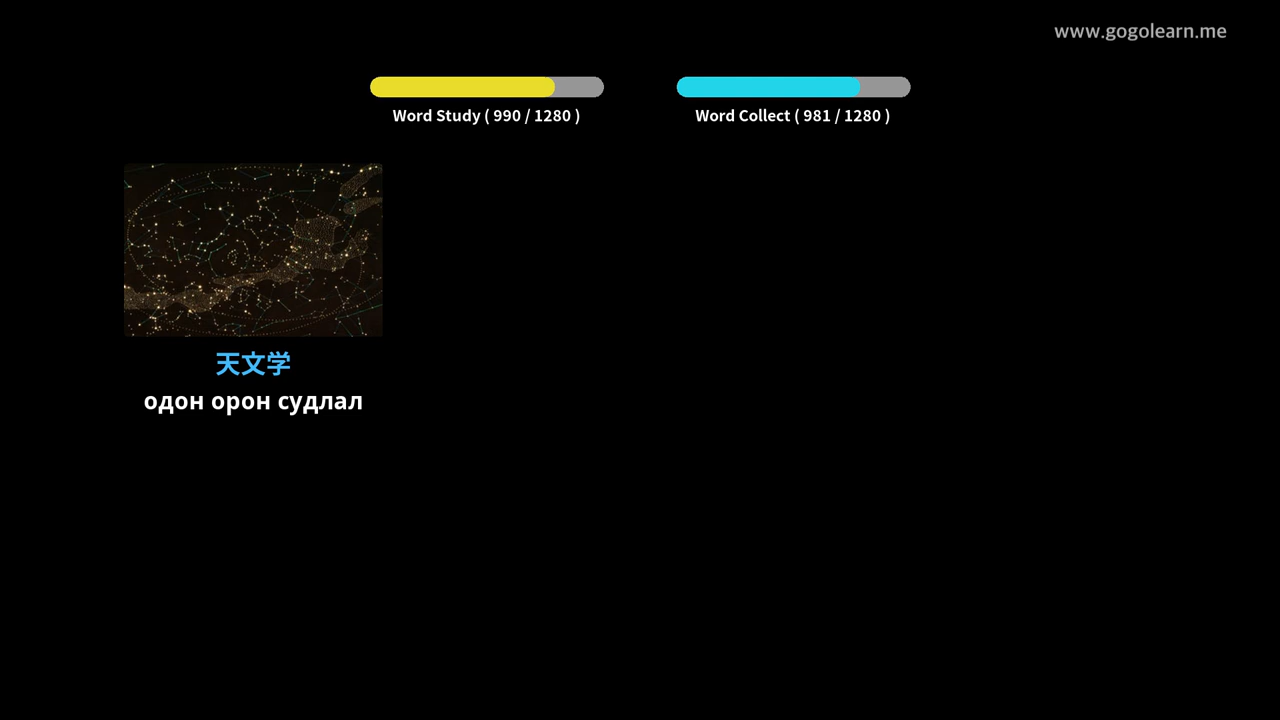 www.gogolearn.me
Word Study ( 990 / 1280 )
Word Collect ( 981 / 1280 )
天文学
одон орон судлал